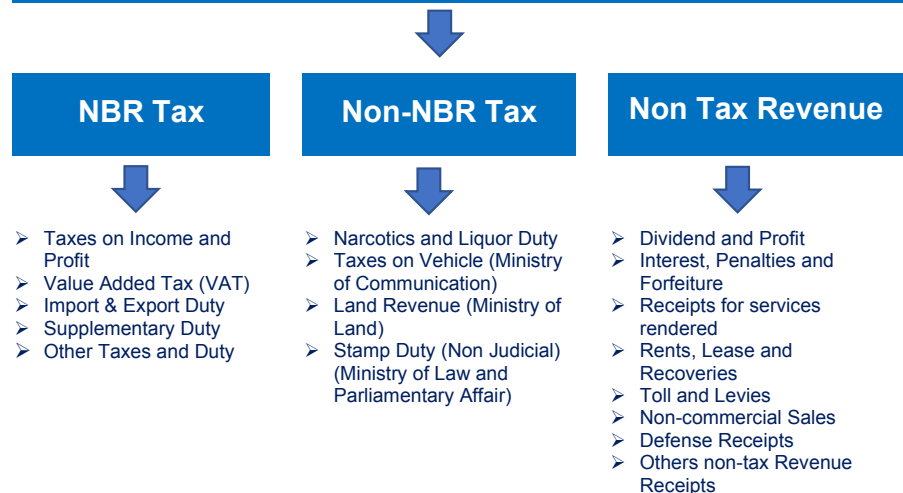 NBR Tax
Non-NBR Tax
Non Tax Revenue
➢ Taxes on Income and
Profit
➢ Value Added Tax (VAT)
➢ Import & Export Duty
➢ Supplementary Duty
➢ Other Taxes and Duty
➢ Narcotics and Liquor Duty
➢ Taxes on Vehicle (Ministry
of Communication)
➢ Land Revenue (Ministry of
Land)
➢ Stamp Duty (Non Judicial)
(Ministry of Law and
Parliamentary Affair)
➢ Dividend and Profit
➢ Interest, Penalties and
Forfeiture
➢ Receipts for services
rendered
➢ Rents, Lease and
Recoveries
➢ Toll and Levies
➢ Non-commercial Sales
➢ Defense Receipts
➢ Others non-tax Revenue
Receipts